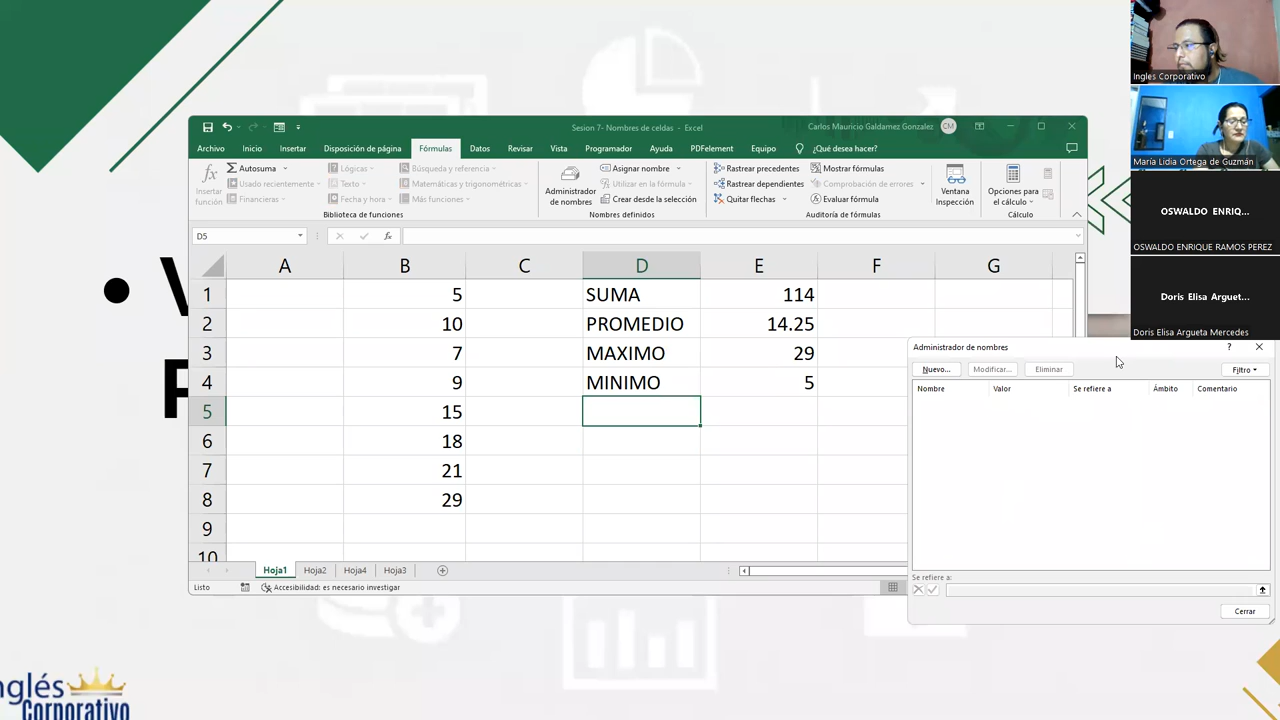 Ingles Corporativo
María Lidia Ortega de Guzmán
OSWALDO ENRIQ...
OSWALDO ENRIQUE RAMOS PEREZ
Doris Elisa Arguet...
Doris Elisa Argueta Mercedes
Sesion 7- Nombres de celdas - Excel
Carlos Mauricio Galdamez Gonzalez
CM
Archivo
Inicio
Insertar
Disposición de página
Fórmulas
Datos
Revisar
Vista
Programador
Ayuda
PDFelement
Equipo
¿Qué desea hacer?
fx
Insertar
función
Autosuma
Usado recientemente
Financieras
Lógicas
Texto
Fecha y hora
Búsqueda y referencia
Matemáticas y trigonométricas
Más funciones
Biblioteca de funciones
Administrador
de nombres
Asignar nombre
Utilizar en la fórmula
Crear desde la selección
Nombres definidos
Rastrear precedentes
Rastrear dependientes
Quitar flechas
Mostrar fórmulas
Comprobación de errores
Evaluar fórmula
Auditoría de fórmulas
Ventana
Inspección
Opciones para
el cálculo
Cálculo
D5
fx
A B C D E F G
1 5 SUMA 114
2 10 PROMEDIO 14.25
3 7 MAXIMO 29
4 9 MINIMO 5
5 15
6 18
7 21
8 29
9
10
Hoja1
Hoja2
Hoja4
Hoja3
Listo
Accesibilidad: es necesario investigar
Administrador de nombres
?
Nuevo...
Modificar...
Eliminar
Filtro
Nombre
Valor
Se refiere a
Ámbito
Comentario
Se refiere a:
Cerrar
nglés
Corporativo